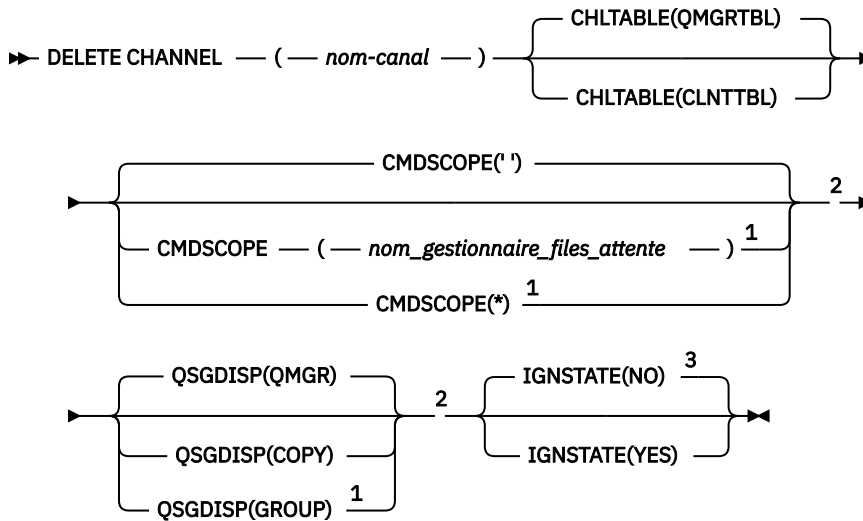 CHLTABLE(QMGRTBL)
DELETE CHANNEL ( nom-canal )
CHLTABLE(CLNTTBL)
CMDSCOPE(' ')
2
CMDSCOPE ( nom_gestionnaire_files_attente ) 1
CMDSCOPE(*) 1
QSGDISP(QMGR) IGNSTATE(NO) 3
2
QSGDISP(COPY) IGNSTATE(YES)
QSGDISP(GROUP) 1